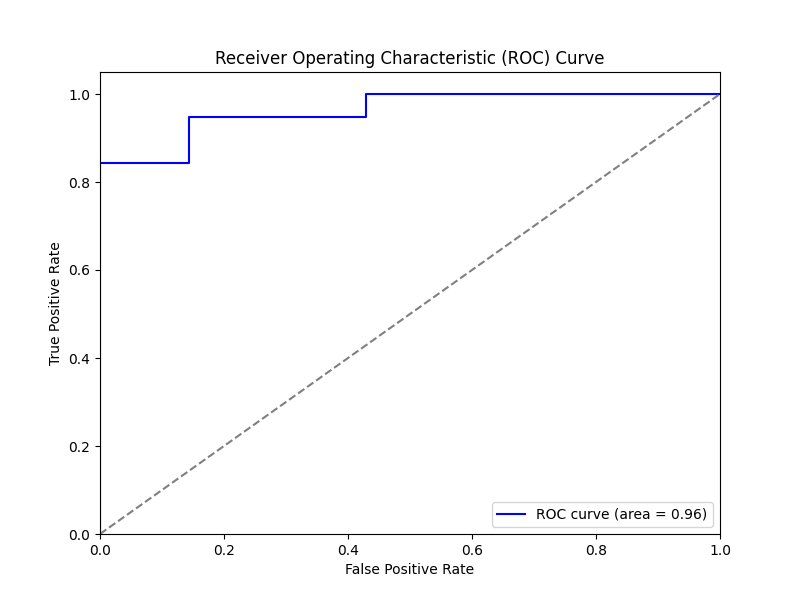 Receiver Operating Characteristic (ROC) Curve
True Positive Rate
1.0
0.8
0.6
0.4
0.2
0.0
ROC curve (area = 0.96)
0.0 0.2 0.4 0.6 0.8 1.0
False Positive Rate